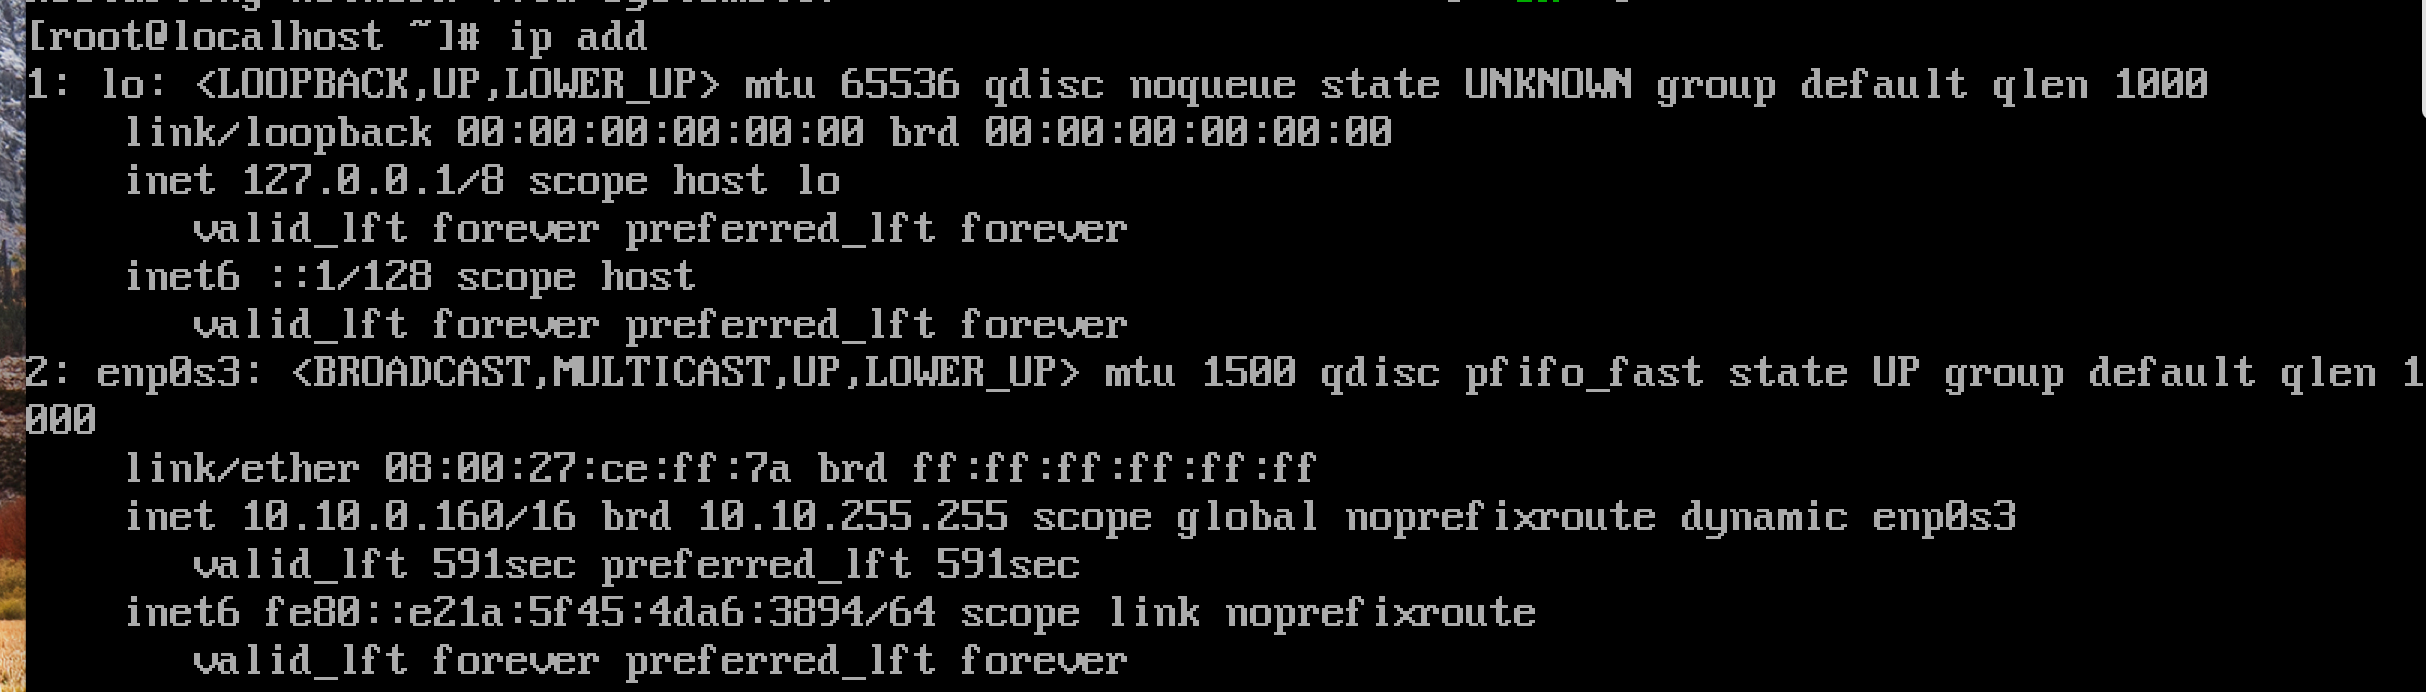 [root@localhost ~]# ip add
1: lo: <LOOPBACK,UP,LOWER_UP> mtu 65536 qdisc noqueue state UNKNOWN group default qlen 1000
link/loopback 00:00:00:00:00:00 brd 00:00:00:00:00:00
inet 127.0.0.1/8 scope host lo
valid_lft forever preferred_lft forever
inet6 ::1/128 scope host
valid_lft forever preferred_lft forever
2: enp0s3: <BROADCAST,MULTICAST,UP,LOWER_UP> mtu 1500 qdisc pfifo_fast state UP group default qlen 1
000
link/ether 08:00:27:ce:ff:7a brd ff:ff:ff:ff:ff:ff
inet 10.10.0.160/16 brd 10.10.255.255 scope global noprefixroute dynamic enp0s3
valid_lft 591sec preferred_lft 591sec
inet6 fe80::e21a:5f45:4da6:3894/64 scope link noprefixroute
valid_lft forever preferred_lft forever